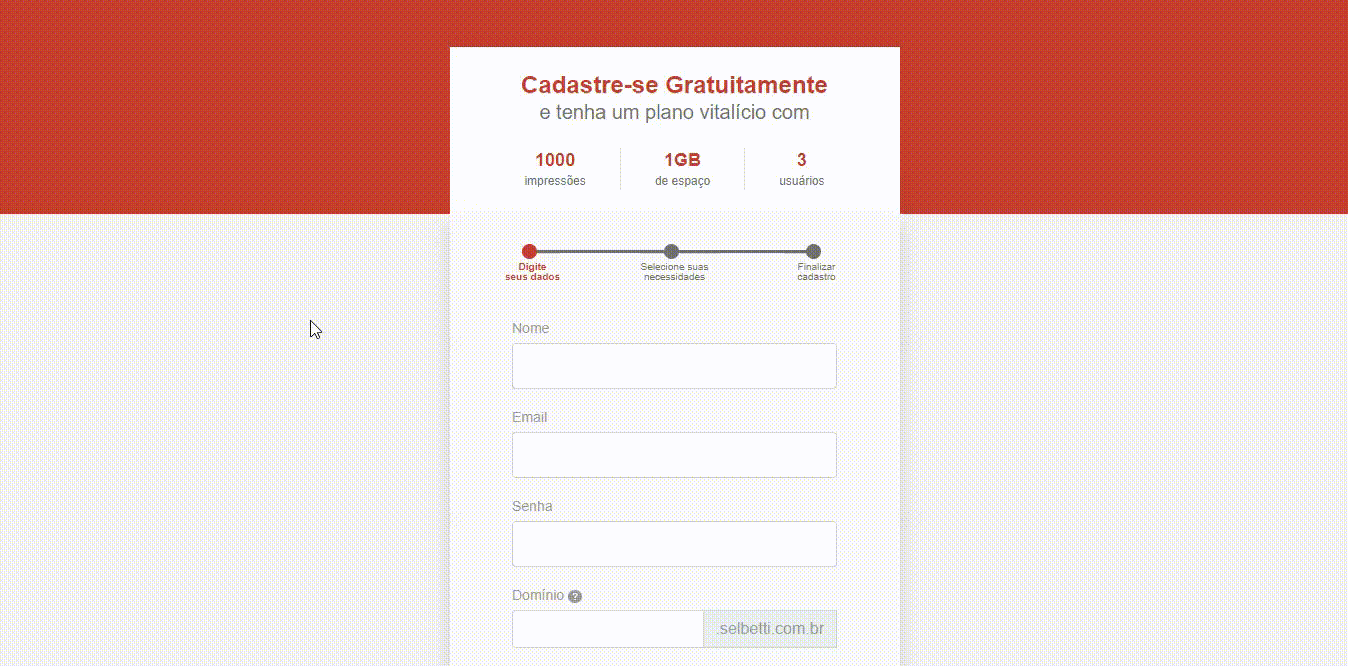 Cadastre-se Gratuitamente
e tenha um plano vitalício com
1000
impressões
1GB
de espaço
3
usuários
Digite
seus dados
Selecione suas
necessidades
Finalizar
cadastro
Nome
Email
Senha
Domínio ?
.selbetti.com.br